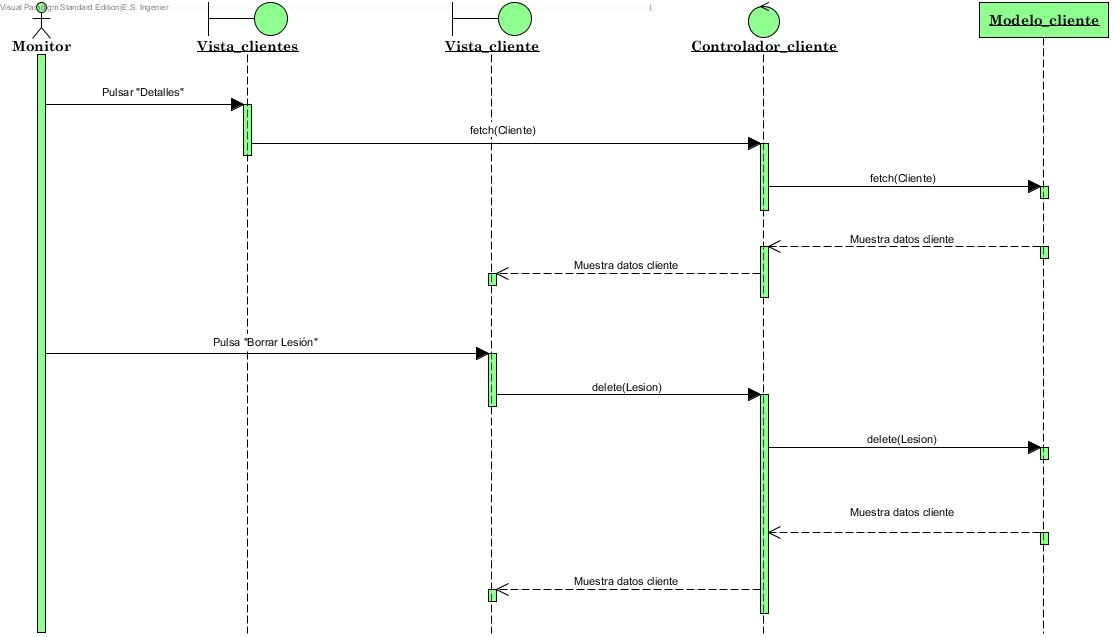 Visual Paradigm Standard Edition(E.S. Ingenier
)
Monitor
Vista_clientes
Vista_cliente
Controlador_cliente
Modelo_cliente
Pulsar "Detalles"
fetch(Cliente)
fetch(Cliente)
Muestra datos cliente
Muestra datos cliente
Pulsa "Borrar Lesión"
delete(Lesion)
delete(Lesion)
Muestra datos cliente
Muestra datos cliente